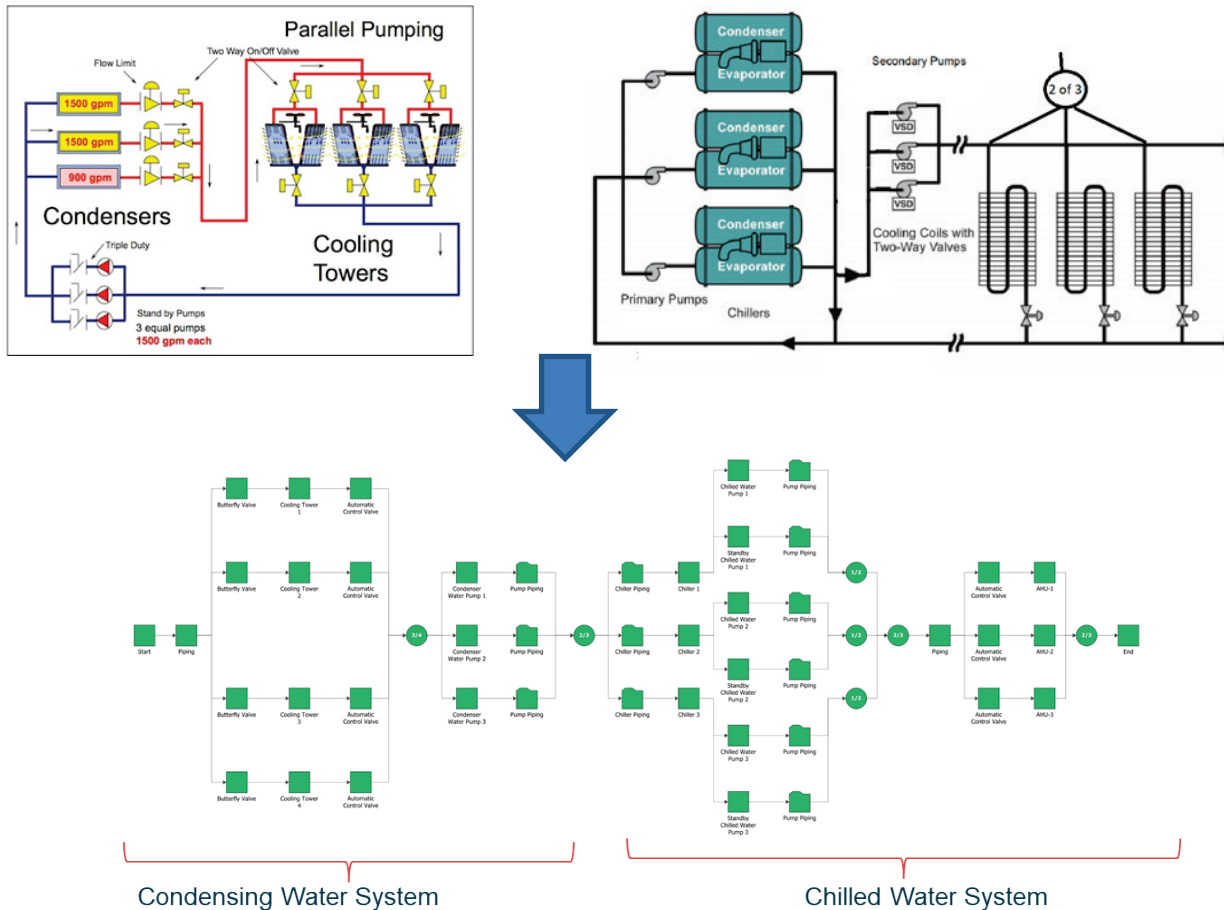 Parallel Pumping
Two Way On/Off Valve
Flow Limit
1500 gpm
1500 gpm
900 gpm
Condensers
Cooling
Towers
Triple Duty
Stand by Pumps
3 equal pumps
1500 gpm each
Condenser
Evaporator
Condenser
Evaporator
Condenser
Evaporator
Primary Pumps
Chillers
Secondary Pumps
VSD
VSD
VSD
2 of 3
Cooling Coils with
Two-Way Valves
Start
Piping
Butterfly Valve
Cooling Tower
1
Automatic
Control Valve
Butterfly Valve
Cooling Tower
2
Automatic
Control Valve
Butterfly Valve
Cooling Tower
3
Automatic
Control Valve
Butterfly Valve
Cooling Tower
4
Automatic
Control Valve
3/4
Condenser
Water Pump 1
Pump Piping
Condenser
Water Pump 2
Pump Piping
Condenser
Water Pump 3
Pump Piping
2/3
Chiller Piping
Chiller 1
Chiller Piping
Chiller 2
Chiller Piping
Chiller 3
Chilled Water
Pump 1
Pump Piping
Standby
Chilled Water
Pump 1
Pump Piping
1/2
Chilled Water
Pump 2
Pump Piping
Standby
Chilled Water
Pump 2
Pump Piping
1/2
Chilled Water
Pump 3
Pump Piping
Standby
Chilled Water
Pump 3
Pump Piping
1/2
2/3
Piping
Automatic
Control Valve
AHU-1
Automatic
Control Valve
AHU-2
Automatic
Control Valve
AHU-3
2/3
End
Condensing Water System
Chilled Water System